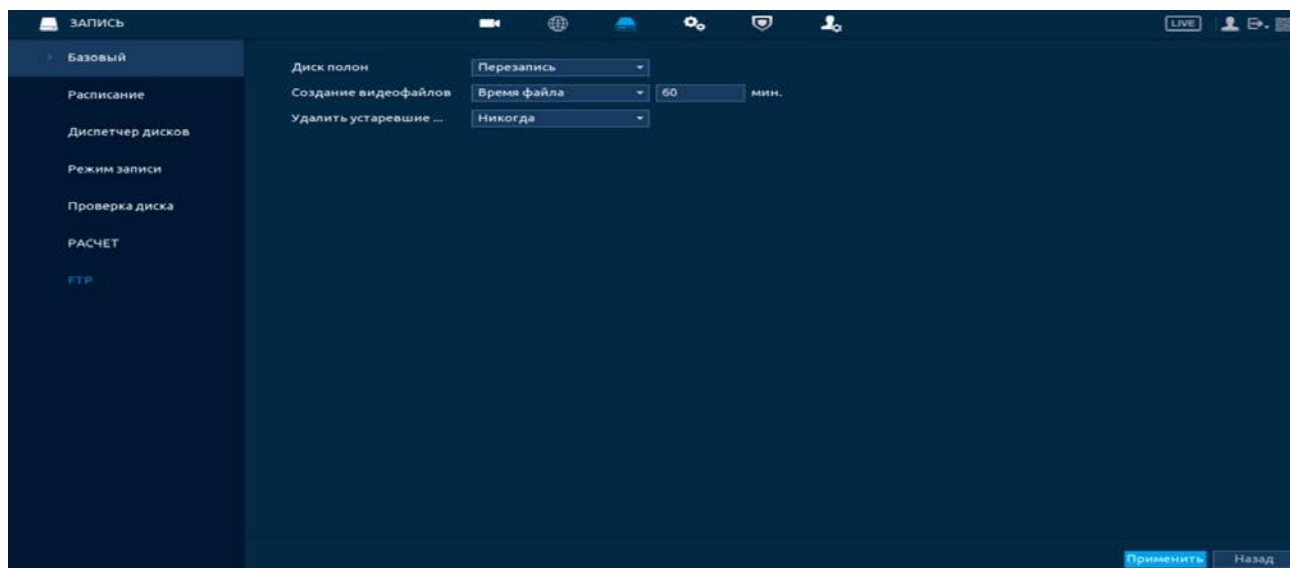 ЗАПИСЬ
LIVE
Базовый
Расписание
Диспетчер дисков
Режим записи
Проверка диска
РАСЧЕТ
FTP
Диск полон Перезапись
Создание видеофайлов Время файла 60 мин.
Удалить устаревшие ... Никогда
Применить Назад